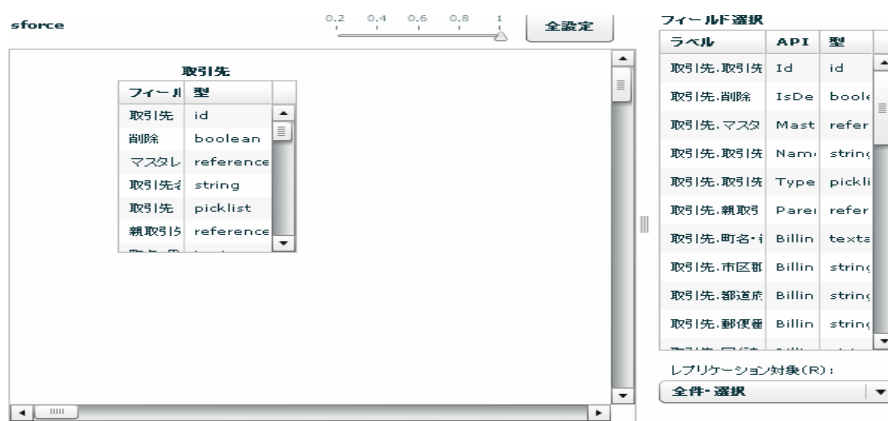 sforce
0.2 0.4 0.6 0.8 1
全設定
取引先
フィール 型
取引先 id
削除 boolean
マスタレ reference
取引先名 string
取引先 picklist
親取引先 reference
フィールド選択
ラベル API 型
取引先.取引先 Id id
取引先.削除 IsDe boole
取引先.マスタ Mast refer
取引先.取引先 Nam string
取引先.取引先 Type pickli
取引先.親取引 Parei refer
取引先.町名・ Billin texta
取引先.市区郡 Billin string
取引先.都道府 Billin string
取引先.郵便番 Billin string
レプリケーション対象(R):
全件・選択